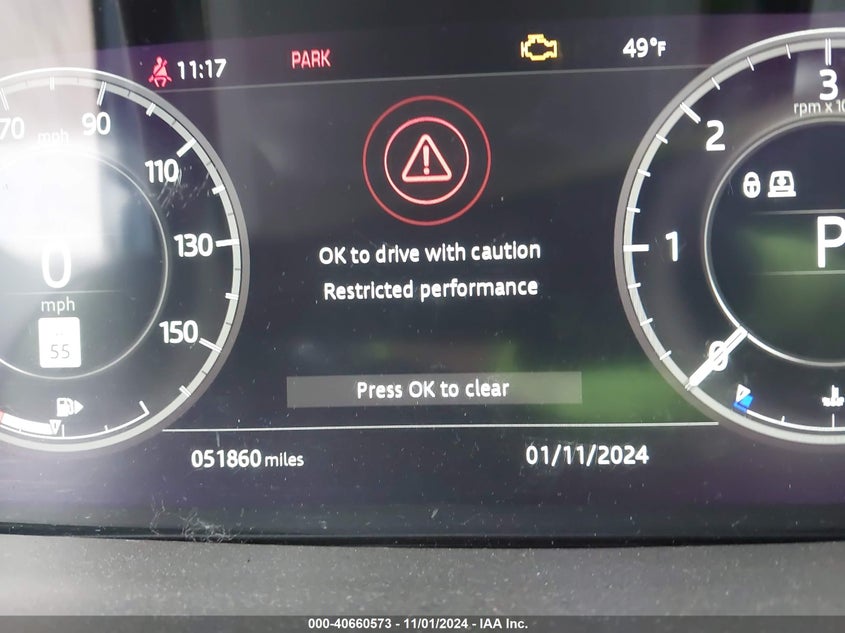 11:17 PARK 49°F
70 mph 90
110
130
150
0
mph
55
OK to drive with caution
Restricted performance
Press OK to clear
051860 miles 01/11/2024
3
rpm x 10
2
1
0
P
000-40660573 - 11/01/2024 - IAA Inc.